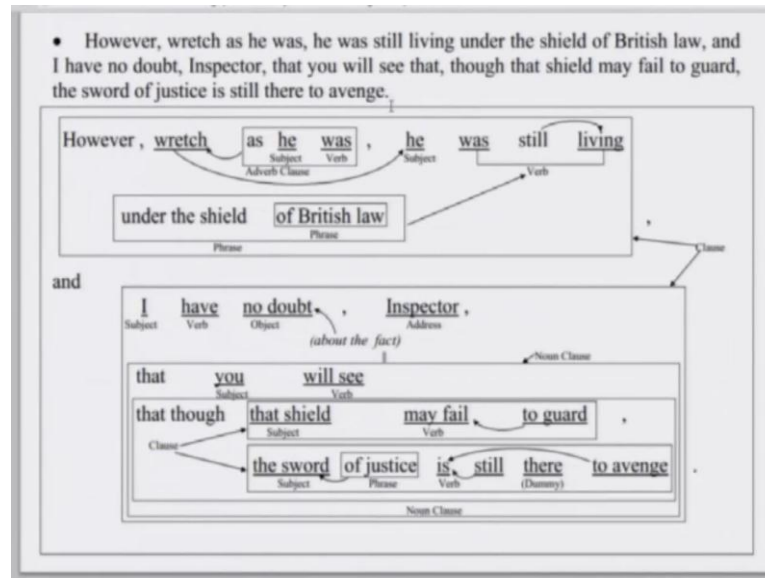 • However, wretch as he was, he was still living under the shield of British law, and
I have no doubt, Inspector, that you will see that, though that shield may fail to guard,
the sword of justice is still there to avenge.
However , wretch as he was , he was still living
Subject Verb Subject
Adverb Clause Verb
under the shield of British law
Phrase
Phrase
,
Clause
and
I have no doubt , Inspector ,
Subject Verb Object Address
(about the fact)
Noun Clause
that you will see
Subject Verb
that though that shield may fail to guard ,
Subject Verb
Clause
the sword of justice is still there to avenge .
Subject Phrase Verb (Dummy)
Noun Clause